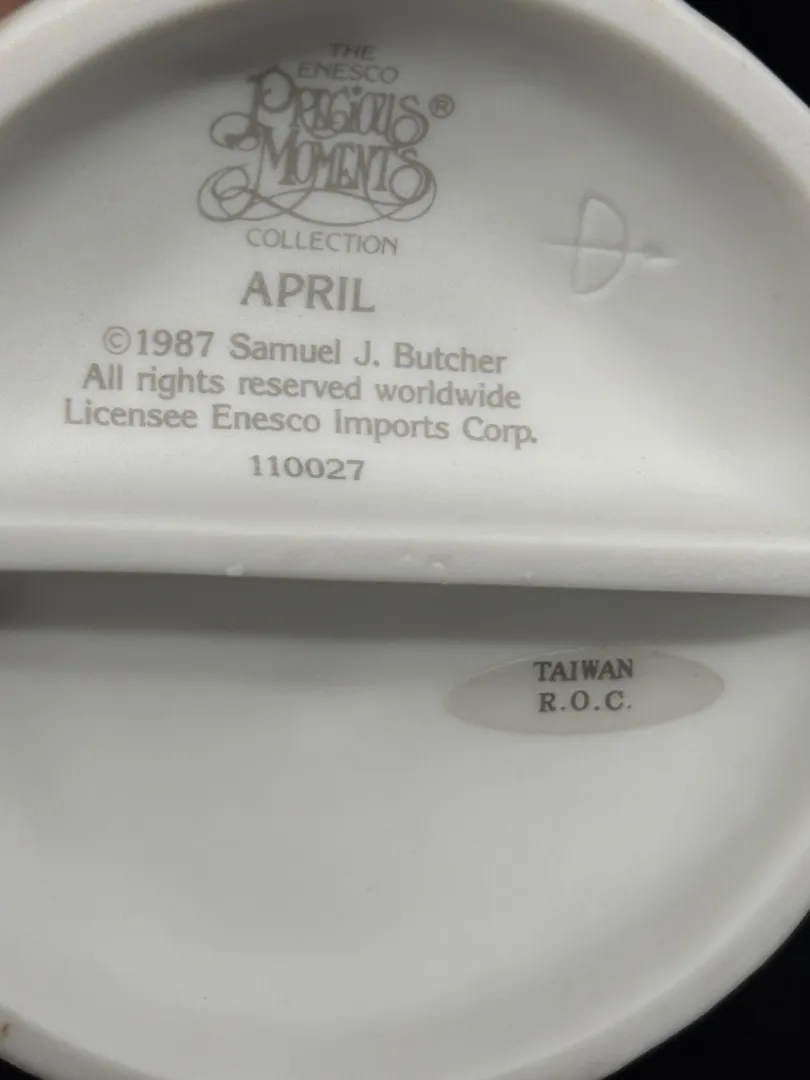 THE
ENESCO
PRECIOUS®
MOMENTS
COLLECTION
APRIL
©1987 Samuel J. Butcher
All rights reserved worldwide
Licensee Enesco Imports Corp.
110027
TAIWAN
R.O.C.